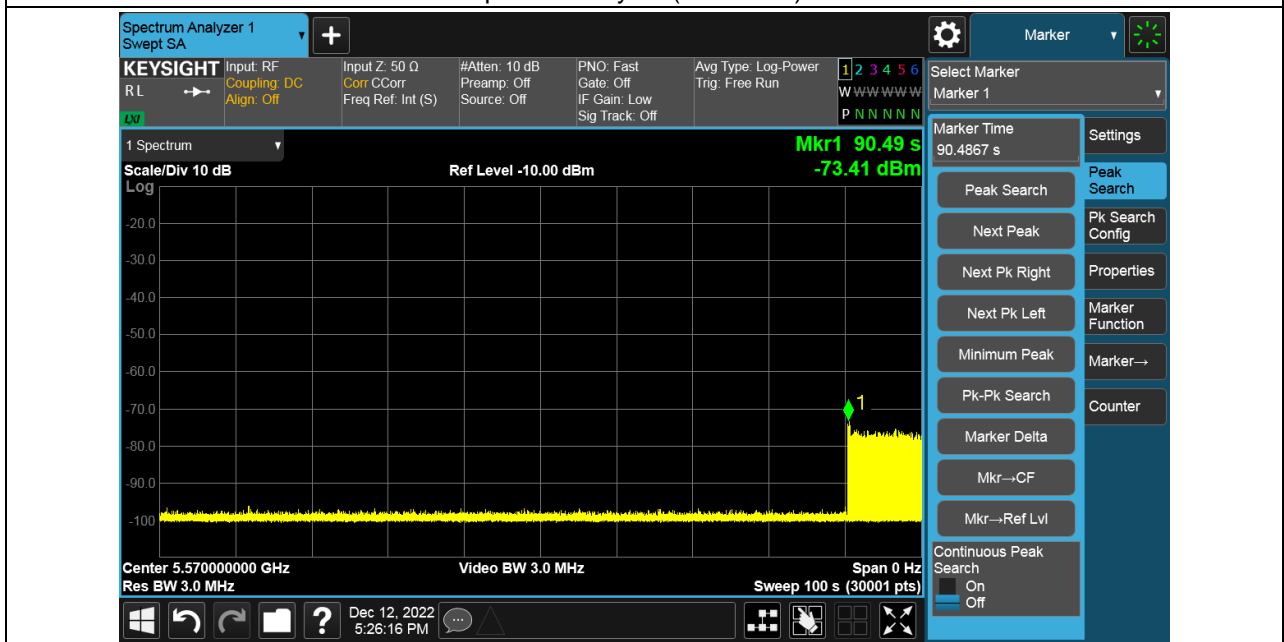 Spectrum Analyzer 1
Swept SA
Marker
KEYSIGHT
RL
LXI
Input: RF
Coupling: DC
Align: Off
Input Z: 50 Ω
Corr CCorr
Freq Ref: Int (S)
#Atten: 10 dB
Preamp: Off
Source: Off
PNO: Fast
Gate: Off
IF Gain: Low
Sig Track: Off
Avg Type: Log-Power
Trig: Free Run
1 2 3 4 5 6
W W W W W W
P N N N N N
Select Marker
Marker 1
1 Spectrum
Scale/Div 10 dB
Log
Ref Level -10.00 dBm
Mkr1 90.49 s
-73.41 dBm
-20.0
-30.0
-40.0
-50.0
-60.0
-70.0
-80.0
-90.0
-100
1
Center 5.570000000 GHz
Res BW 3.0 MHz
Video BW 3.0 MHz
Span 0 Hz
Sweep 100 s (30001 pts)
Marker Time
90.4867 s
Peak Search
Next Peak
Next Pk Right
Next Pk Left
Minimum Peak
Pk-Pk Search
Marker Delta
Mkr→CF
Mkr→Ref Lvl
Continuous Peak
Search
On
Off
Settings
Peak
Search
Pk Search
Config
Properties
Marker
Function
Marker→
Counter
?
Dec 12, 2022
5:26:16 PM